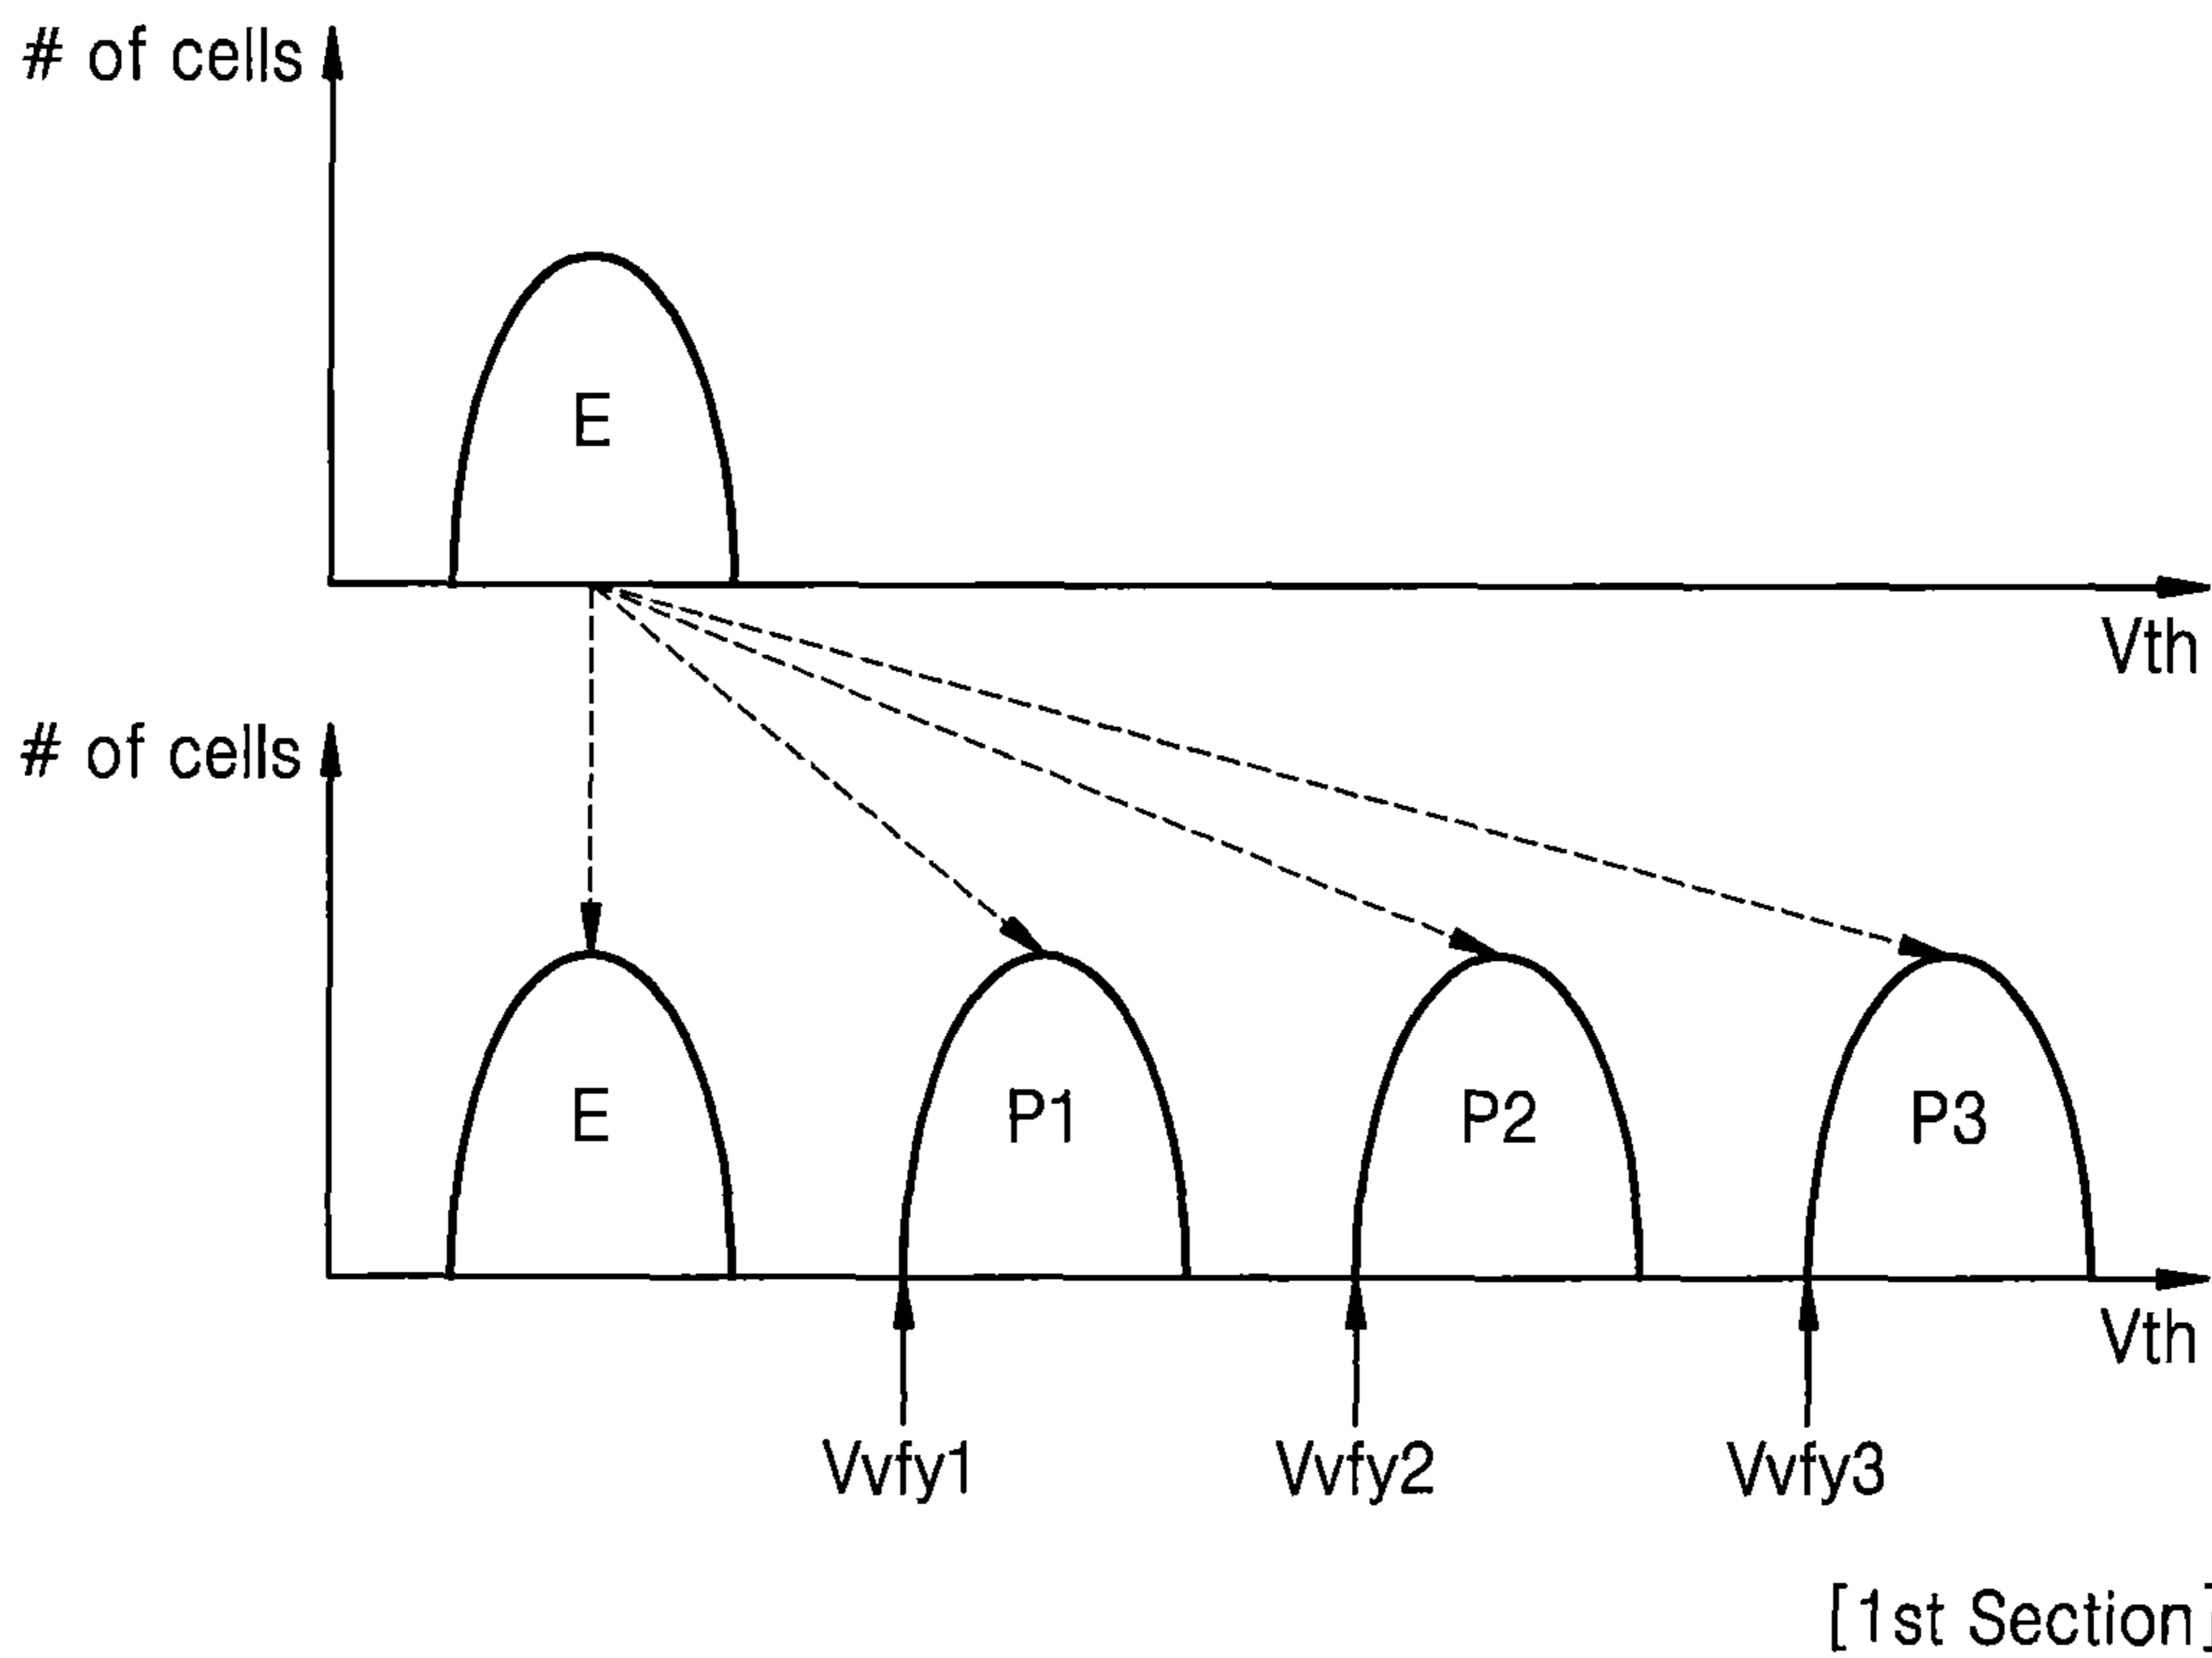 # of cells
E
Vth
# of cells
E P1 P2 P3
Vth
Vvfy1 Vvfy2 Vvfy3
[1st Section]